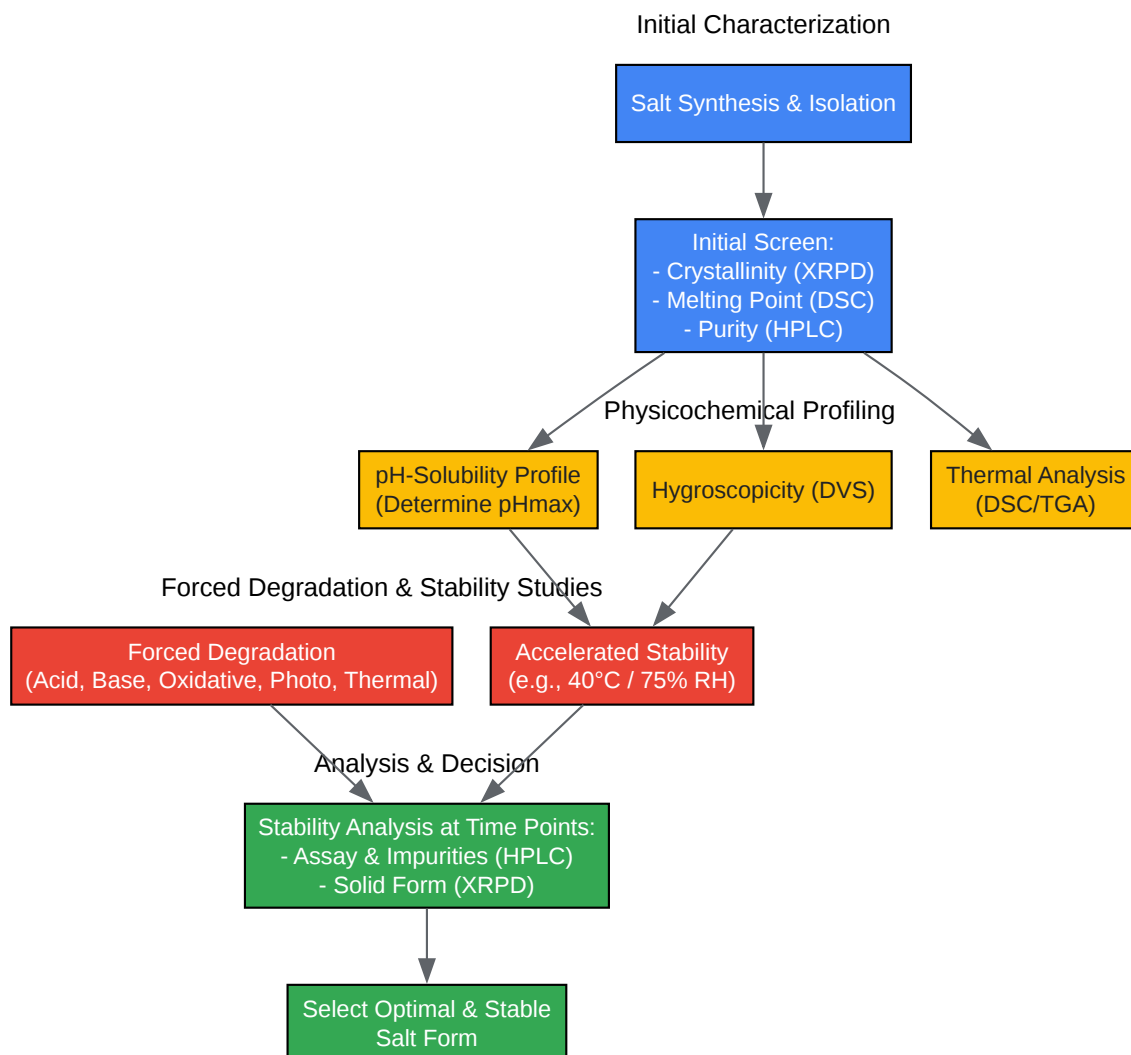 Initial Characterization
Salt Synthesis & Isolation
Initial Screen:
- Crystallinity (XRPD)
- Melting Point (DSC)
- Purity (HPLC)
Physicochemical Profiling
pH-Solubility Profile
(Determine pHmax)
Hygroscopicity (DVS)
Thermal Analysis
(DSC/TGA)
Forced Degradation & Stability Studies
Forced Degradation
(Acid, Base, Oxidative, Photo, Thermal)
Accelerated Stability
(e.g., 40°C / 75% RH)
Analysis & Decision
Stability Analysis at Time Points:
- Assay & Impurities (HPLC)
- Solid Form (XRPD)
Select Optimal & Stable
Salt Form